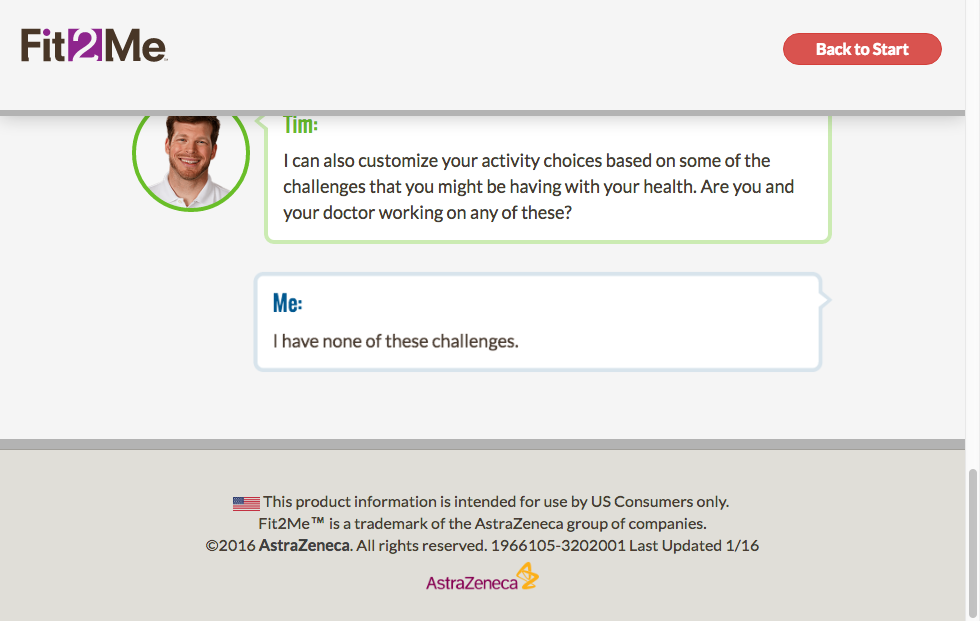 Fit2Me™
Back to Start
Tim:
I can also customize your activity choices based on some of the
challenges that you might be having with your health. Are you and
your doctor working on any of these?
Me:
I have none of these challenges.
This product information is intended for use by US Consumers only.
Fit2Me™ is a trademark of the AstraZeneca group of companies.
©2016 AstraZeneca. All rights reserved. 1966105-3202001 Last Updated 1/16
AstraZeneca